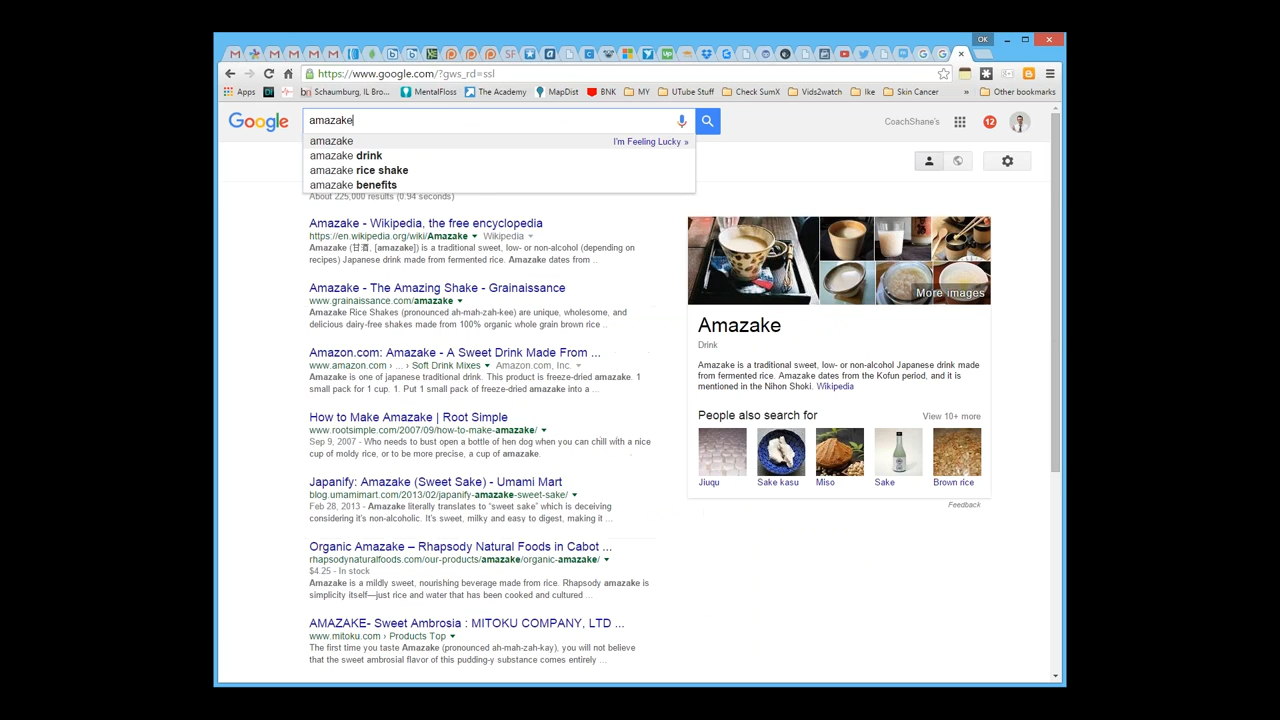 OK
https://www.google.com/?gws_rd=ssl
Apps
Schaumburg, IL Bro...
MentalFloss
The Academy
MapDist
BNK
MY
UTube Stuff
Check SumX
Vids2watch
Ike
Skin Cancer
»
Other bookmarks
Google
amazake
CoachShane's
12
amazake
I'm Feeling Lucky »
amazake drink
amazake rice shake
amazake benefits
About 225,000 results (0.94 seconds)
Amazake - Wikipedia, the free encyclopedia
https://en.wikipedia.org/wiki/Amazake Wikipedia
Amazake (甘酒, [amazake]) is a traditional sweet, low- or non-alcohol (depending on
recipes) Japanese drink made from fermented rice. Amazake dates from ..
Amazake - The Amazing Shake - Grainaissance
www.grainaissance.com/amazake
Amazake Rice Shakes (pronounced ah-mah-zah-kee) are unique, wholesome, and
delicious dairy-free shakes made from 100% organic whole grain brown rice ..
Amazon.com: Amazake - A Sweet Drink Made From ...
www.amazon.com › ... › Soft Drink Mixes Amazon.com, Inc.
Amazake is one of japanese traditional drink. This product is freeze-dried amazake. 1
small pack for 1 cup. 1. Put 1 small pack of freeze-dried amazake into a ...
How to Make Amazake | Root Simple
www.rootsimple.com/2007/09/how-to-make-amazake/
Sep 9, 2007 - Who needs to bust open a bottle of hen dog when you can chill with a nice
cup of moldy rice, or to be more precise, a cup of amazake.
Japanify: Amazake (Sweet Sake) - Umami Mart
blog.umamimart.com/2013/02/japanify-amazake-sweet-sake/
Feb 28, 2013 - Amazake literally translates to “sweet sake” which is deceiving
considering it's non-alcoholic. It's sweet, milky and easy to digest, making it ...
Organic Amazake – Rhapsody Natural Foods in Cabot ...
rhapsodynaturalfoods.com/our-products/amazake/organic-amazake/
$4.25 - In stock
Amazake is a mildly sweet, nourishing beverage made from rice. Rhapsody amazake is
simplicity itself—just rice and water that has been cooked and cultured ...
AMAZAKE- Sweet Ambrosia : MITOKU COMPANY, LTD ...
www.mitoku.com › Products Top
The first time you taste Amazake (pronounced ah-mah-zah-kay), you will not believe
that the sweet ambrosial flavor of this pudding-y substance comes entirely ...
More images
Amazake
Drink
Amazake is a traditional sweet, low- or non-alcohol Japanese drink made
from fermented rice. Amazake dates from the Kofun period, and it is
mentioned in the Nihon Shoki. Wikipedia
People also search for
View 10+ more
Jiuqu
Sake kasu
Miso
Sake
Brown rice
Feedback